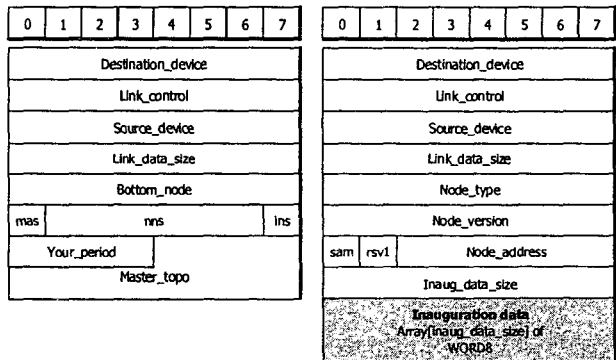 0 1 2 3 4 5 6 7
Destination_device
Link_control
Source_device
Link_data_size
Bottom_node
mas nns ins
Your_period
Master_topo
0 1 2 3 4 5 6 7
Destination_device
Link_control
Source_device
Link_data_size
Node_type
Node_version
sam rsv1 Node_address
Inaug_data_size
Inauguration data
Array[inaug_data_size] of
WORD8